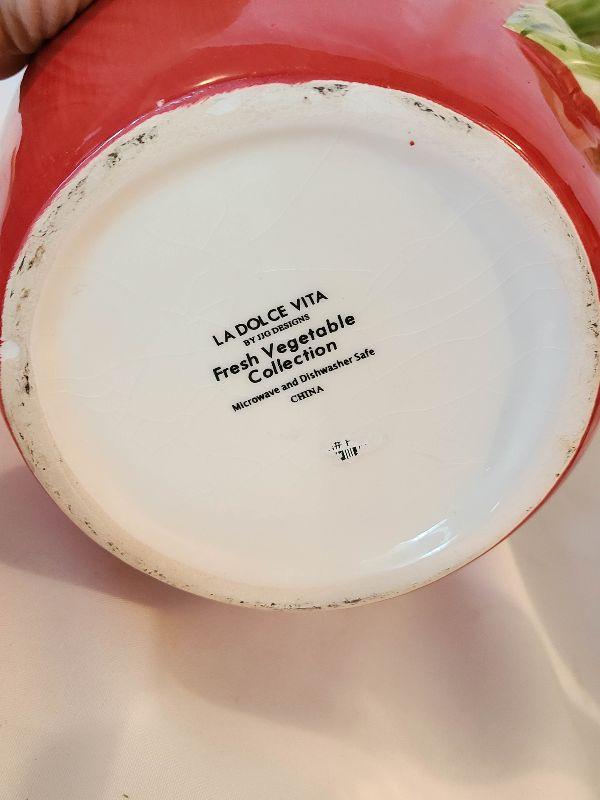 LA DOLCE VITA
BY JJG DESIGNS
Fresh Vegetable
Collection
Microwave and Dishwasher Safe
CHINA